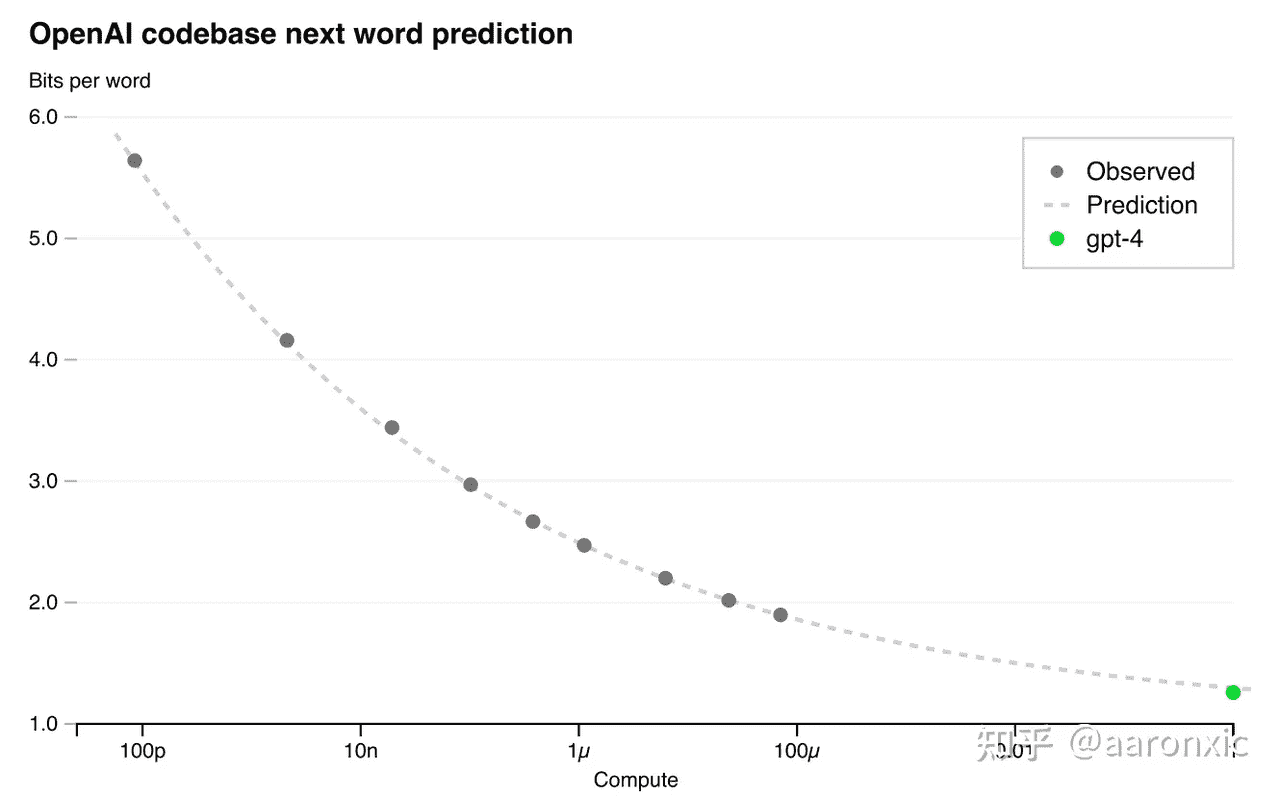 OpenAI codebase next word prediction
Bits per word
6.0
Observed
Prediction
gpt-4
5.0
4.0
3.0
2.0
1.0
100p 10n 1μ 100μ 0.01 1
知乎 @aaronxic
Compute